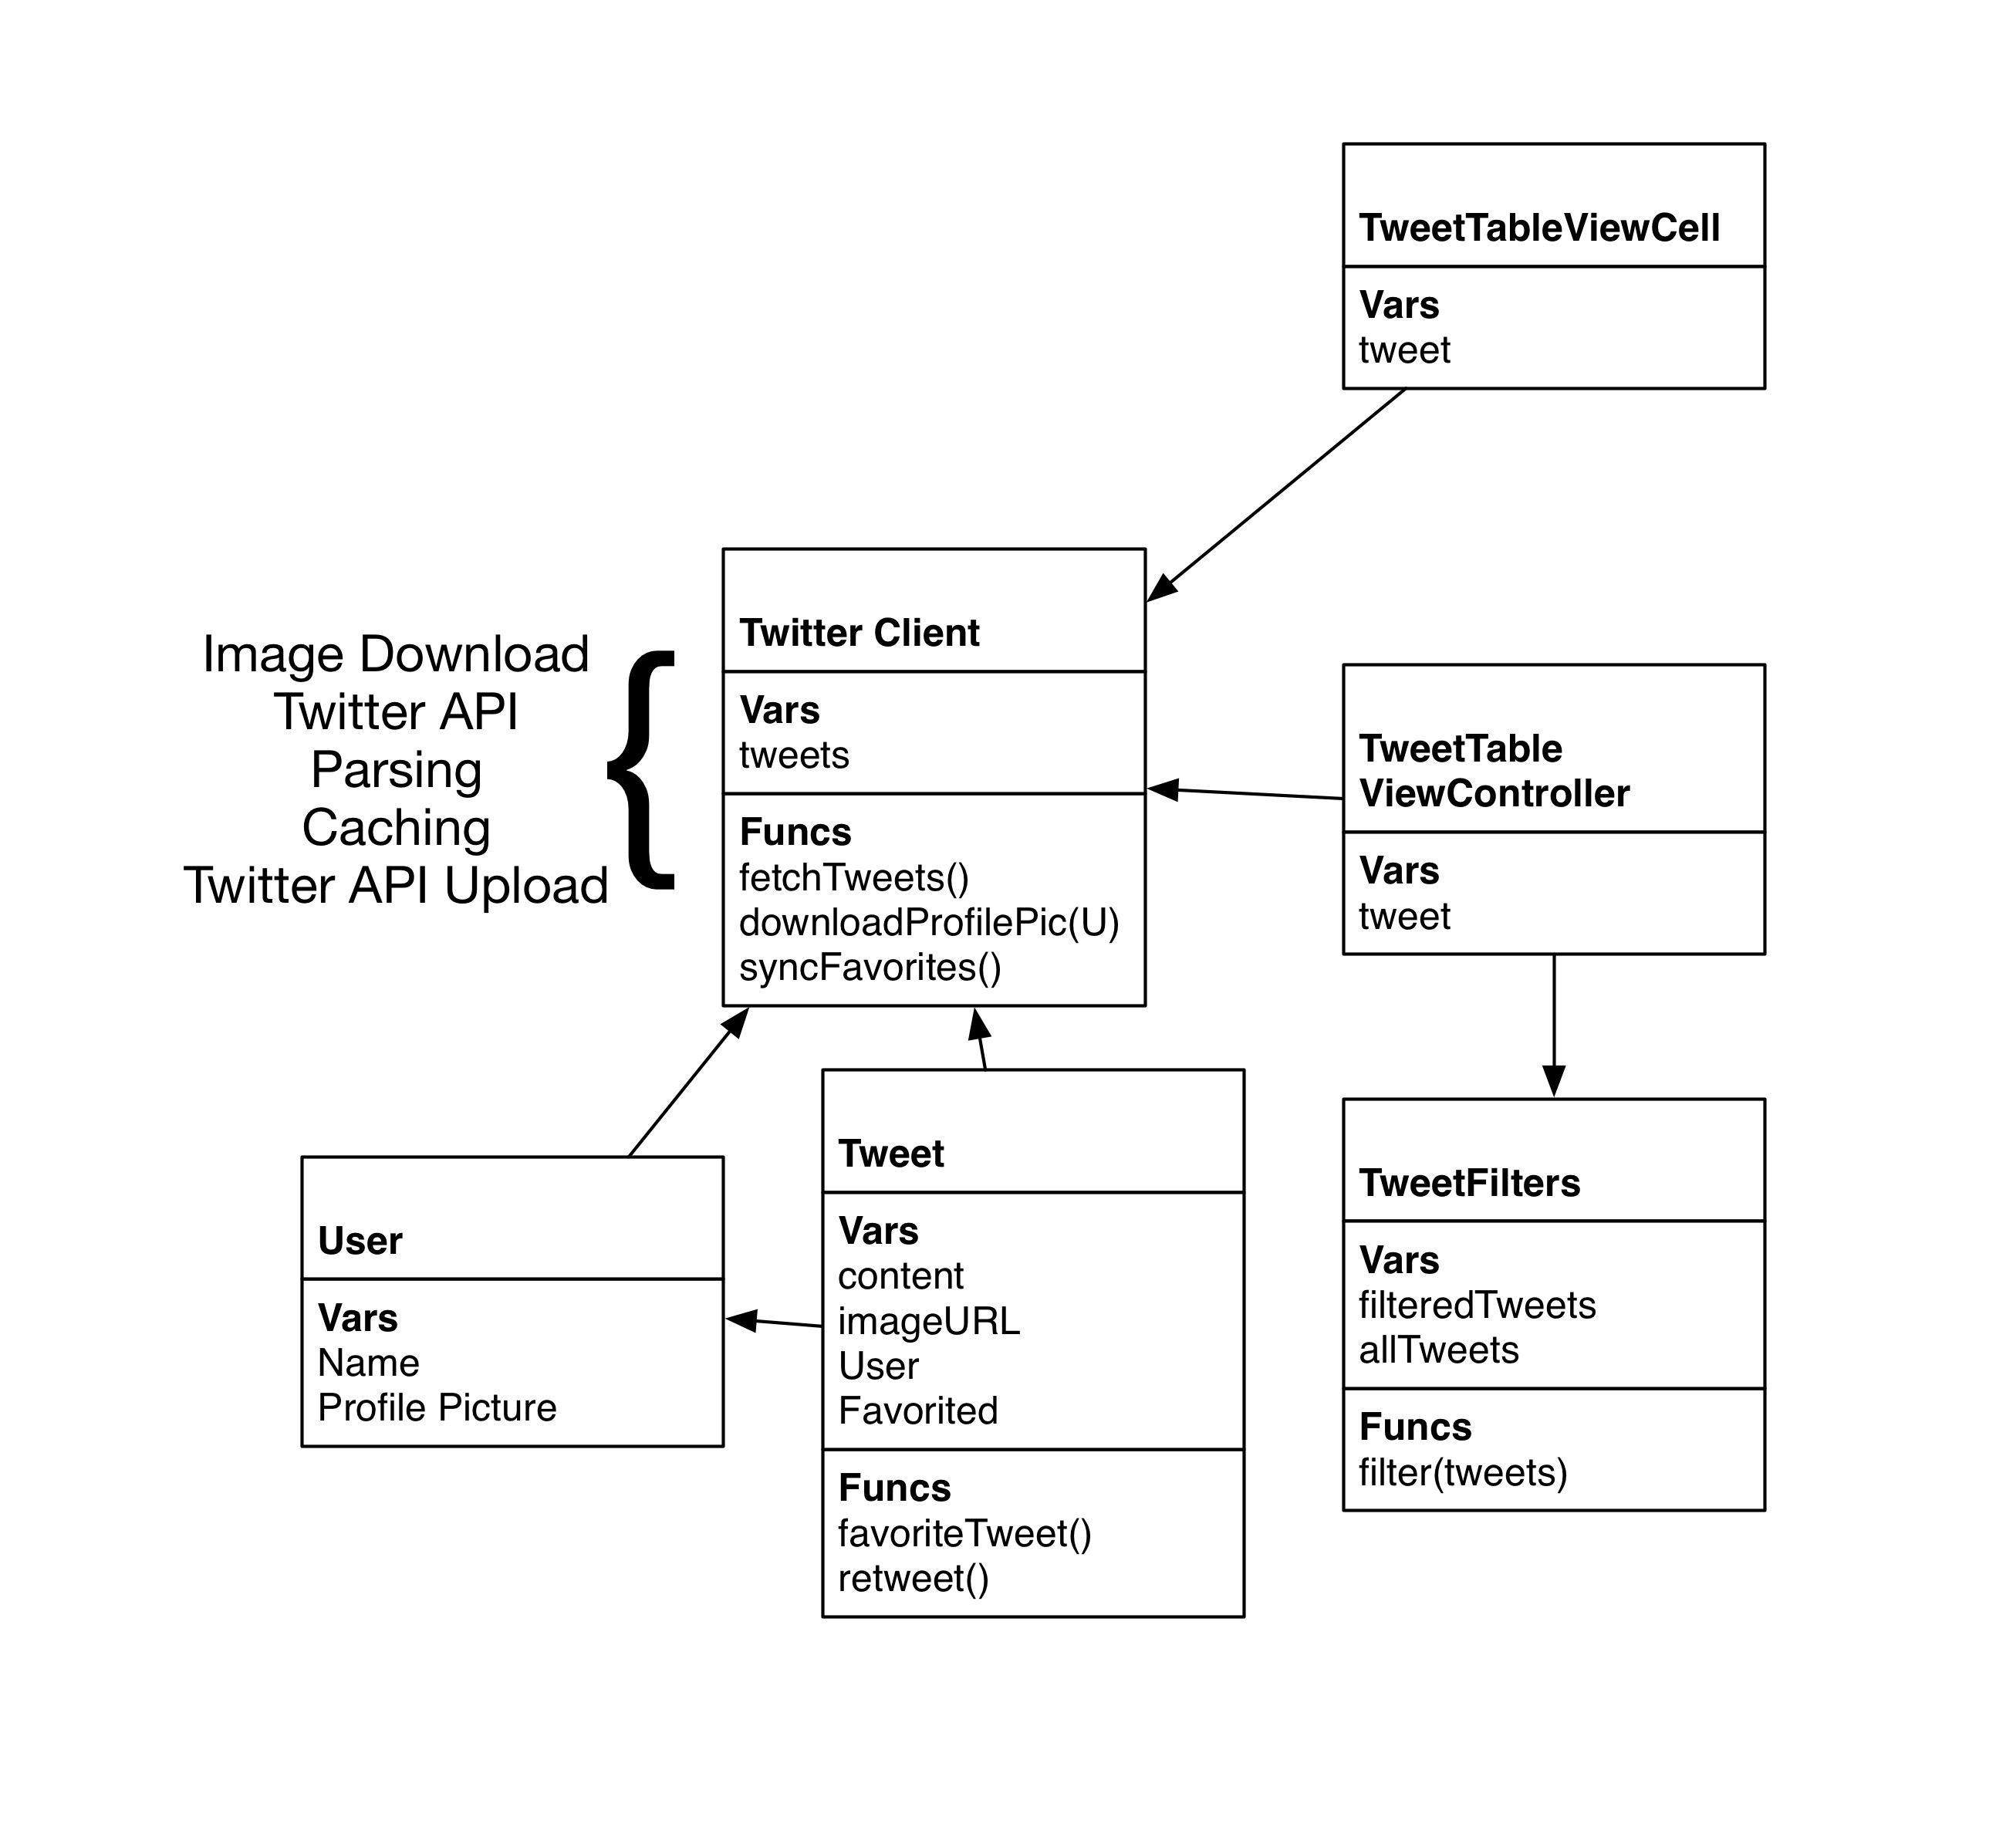 TweetTableViewCell
Vars
tweet
Twitter Client
Vars
tweets
Funcs
fetchTweets()
downloadProfilePic(U)
syncFavorites()
Image Download
Twitter API
Parsing
Caching
Twitter API Upload
{
TweetTable
ViewController
Vars
tweet
User
Vars
Name
Profile Picture
Tweet
Vars
content
imageURL
User
Favorited
Funcs
favoriteTweet()
retweet()
TweetFilters
Vars
filteredTweets
allTweets
Funcs
filter(tweets)